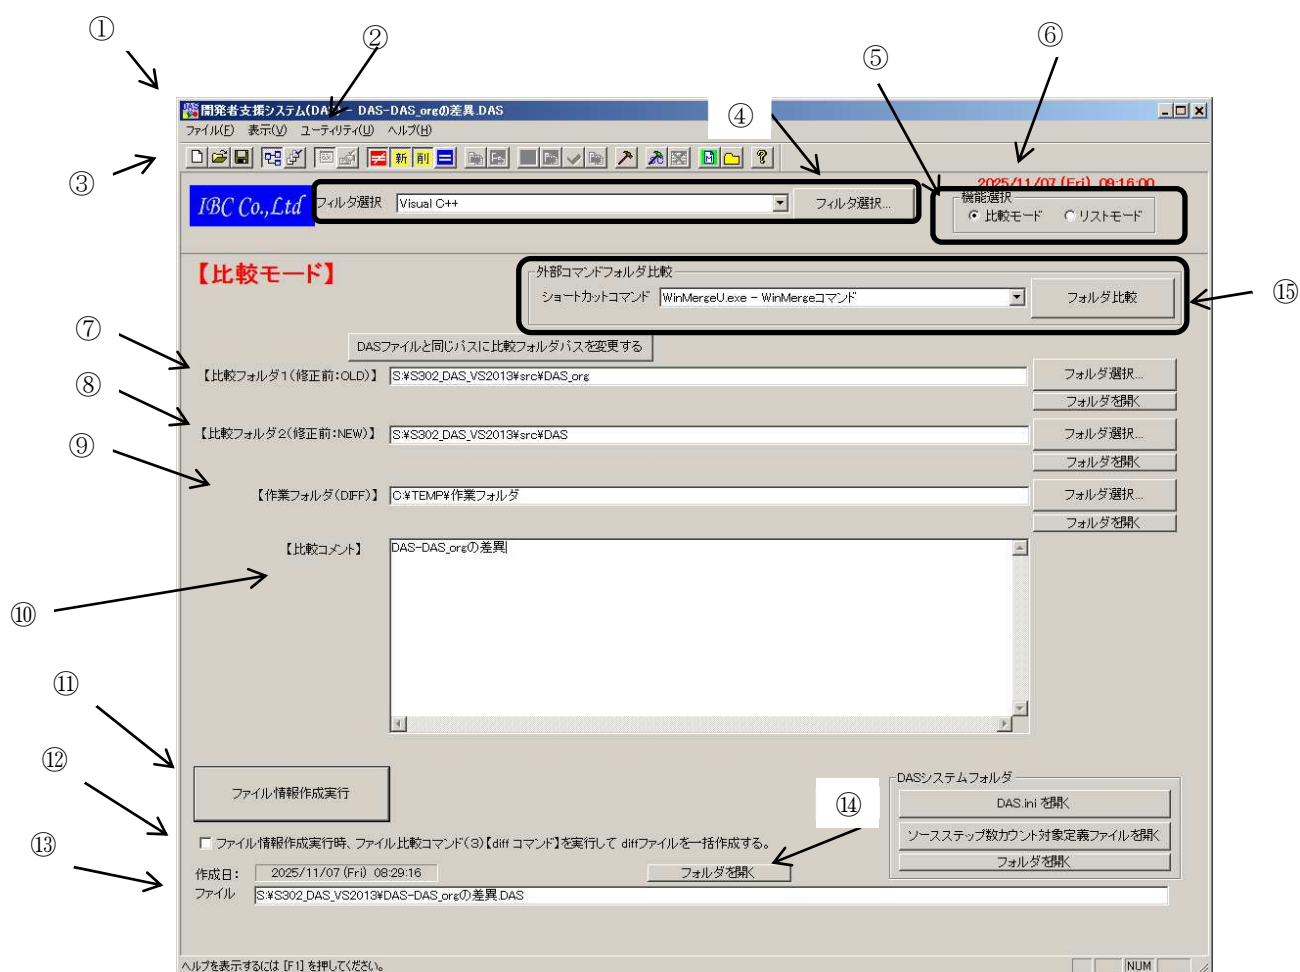 ①
②
⑥
⑤
開発者支援システム(DA - DAS-DAS_orgの差異.DAS
④
ファイル(F) 表示(V) ユーティリティ(U) ヘルプ(H)
③
新 削
2025/11/07 (Fri) 09:16:00
IBC Co.,Ltd
フィルタ選択 Visual C++ フィルタ選択...
機能選択
比較モード リストモード
【比較モード】
外部コマンドフォルダ比較
ショートカットコマンド WinMergeU.exe - WinMergeコマンド フォルダ比較
⑮
⑦
DASファイルと同じパスに比較フォルダパスを変更する
【比較フォルダ1(修正前:OLD)】 S:¥S302_DAS_VS2013¥src¥DAS_org フォルダ選択...
⑧
フォルダを開く
【比較フォルダ2(修正前:NEW)】 S:¥S302_DAS_VS2013¥src¥DAS フォルダ選択...
⑨
フォルダを開く
【作業フォルダ(DIFF)】 C:¥TEMP¥作業フォルダ フォルダ選択...
フォルダを開く
【比較コメント】 DAS-DAS_orgの差異
⑩
⑪
⑫
DASシステムフォルダ
ファイル情報作成実行
⑭
DAS.ini を開く
ファイル情報作成実行時、ファイル比較コマンド(3)【diff コマンド】を実行して diffファイルを一括作成する。
ソースステップ数カウント対象定義ファイルを開く
⑬
フォルダを開く
作成日: 2025/11/07 (Fri) 08:29:16 フォルダを開く
ファイル S:¥S302_DAS_VS2013¥DAS-DAS_orgの差異.DAS
ヘルプを表示するには [F1] を押してください。 NUM